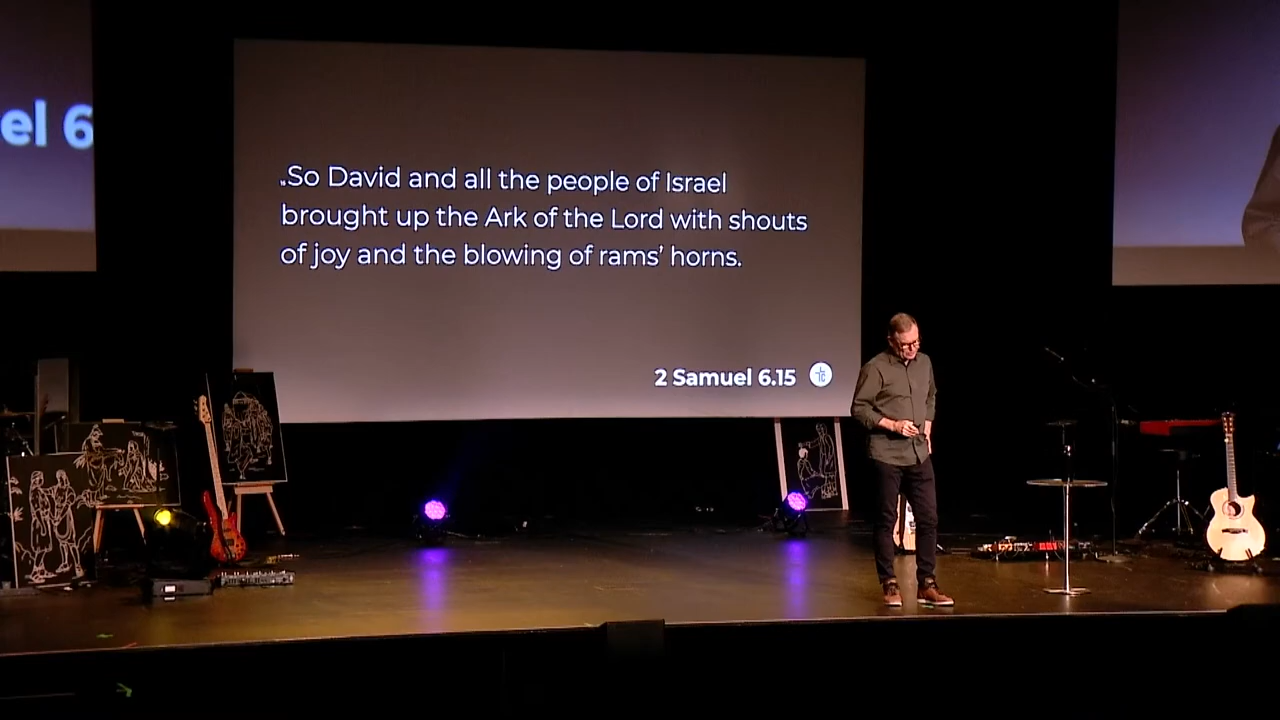 el 6
„So David and all the people of Israel
brought up the Ark of the Lord with shouts
of joy and the blowing of rams’ horns.
2 Samuel 6.15